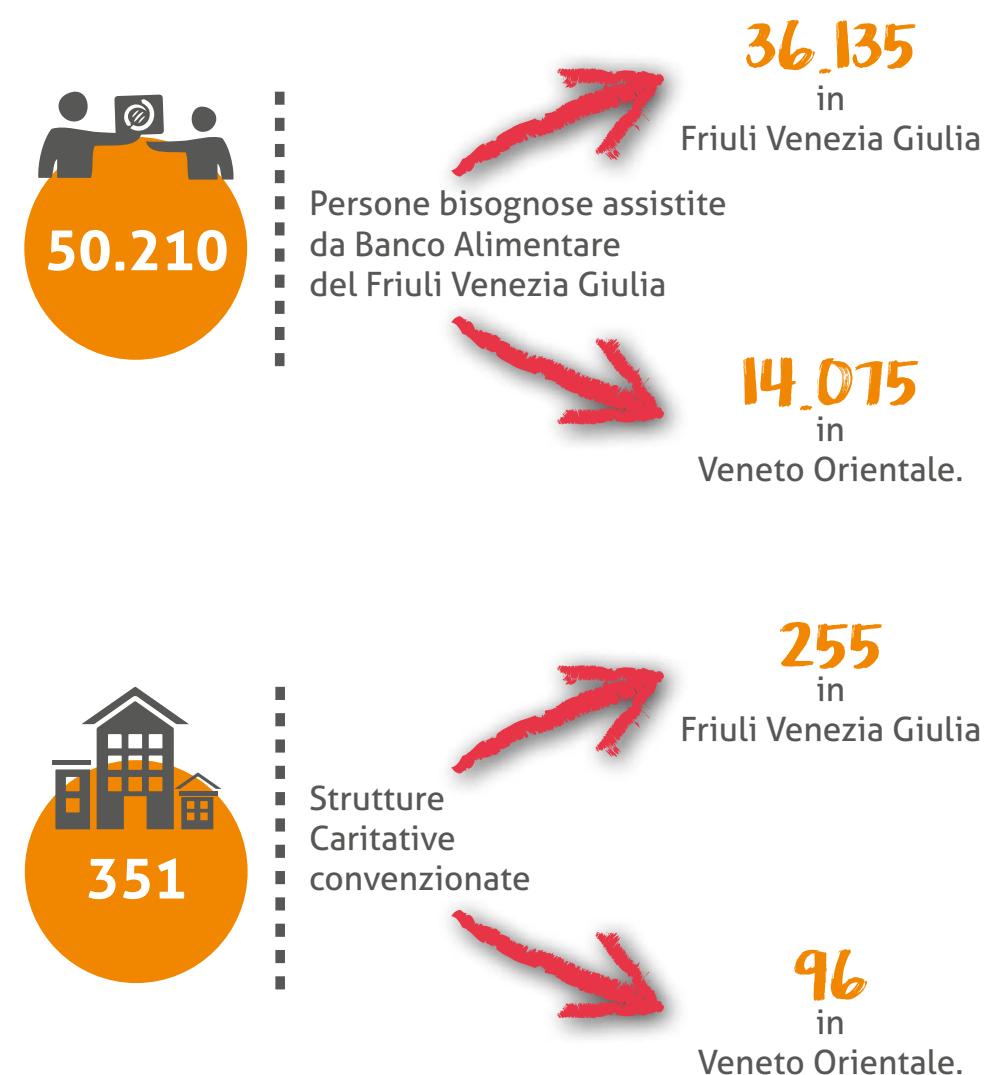 50.210
Persone bisognose assistite
da Banco Alimentare
del Friuli Venezia Giulia
36.135
in
Friuli Venezia Giulia
14.075
in
Veneto Orientale.
351
Strutture
Caritative
convenzionate
255
in
Friuli Venezia Giulia
96
in
Veneto Orientale.